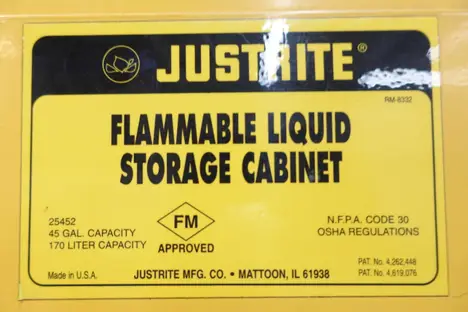 JUSTRITE®
RM-8332
FLAMMABLE LIQUID
STORAGE CABINET
25452
45 GAL. CAPACITY
170 LITER CAPACITY
FM
APPROVED
N.F.P.A. CODE 30
OSHA REGULATIONS
Made in U.S.A.
JUSTRITE MFG. CO. • MATTOON, IL 61938
PAT. No. 4,262,448
PAT. No. 4,619,076